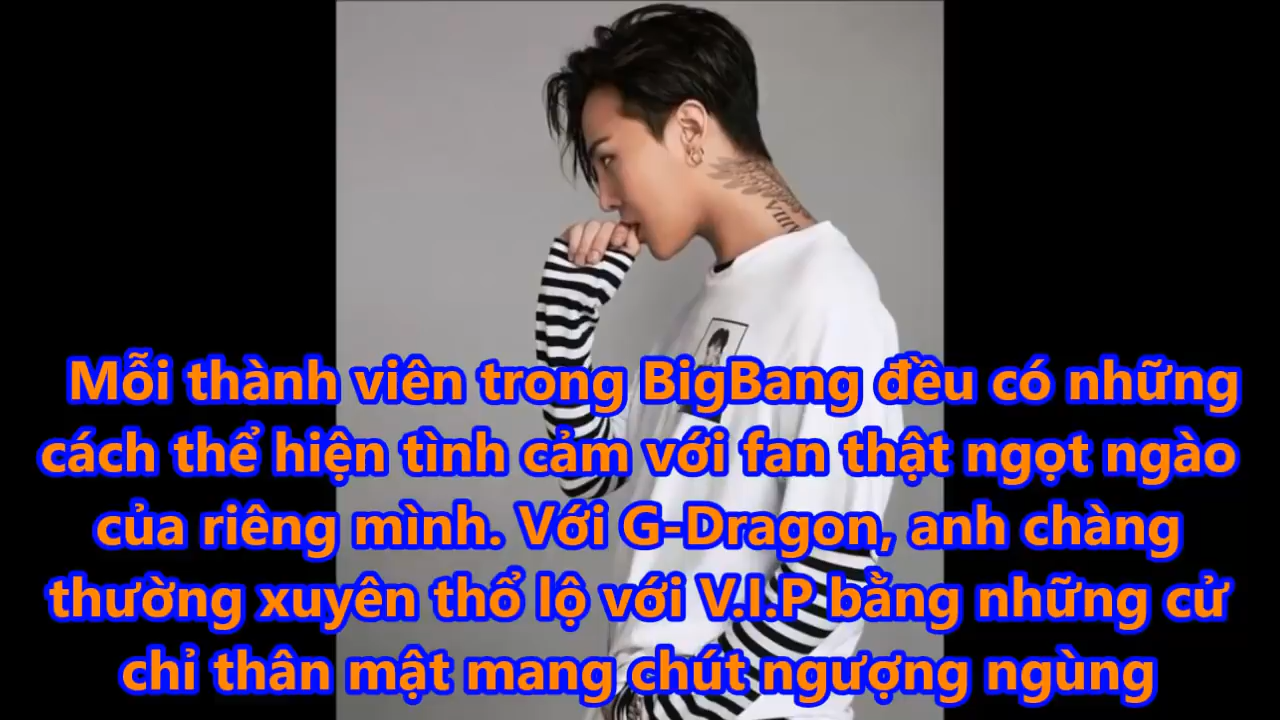 VIIIV
Mỗi thành viên trong BigBang đều có những
cách thể hiện tình cảm với fan thật ngọt ngào
của riêng mình. Với G-Dragon, anh chàng
thường xuyên thổ lộ với V.I.P bằng những cử
chỉ thân mật mang chút ngượng ngùng